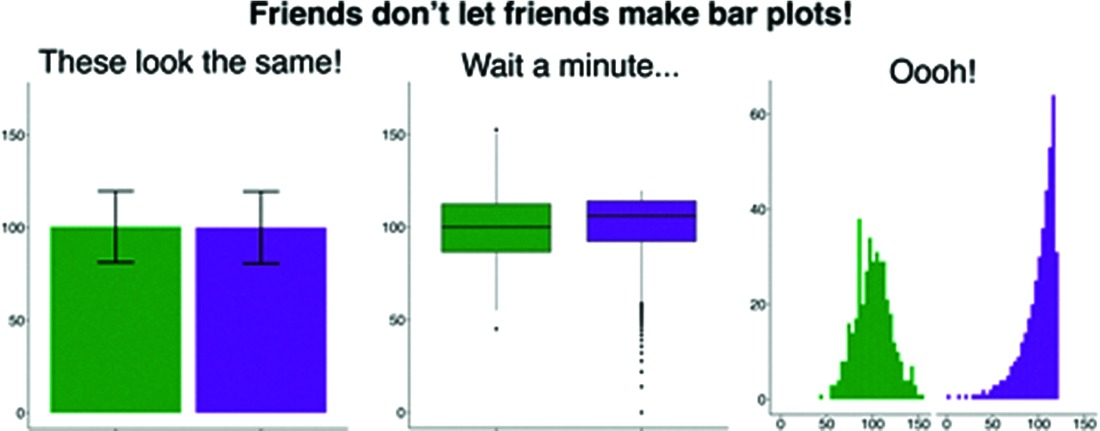 Friends don't let friends make bar plots!
These look the same!
Wait a minute...
Oooh!
150
100
50
0
150
100
50
0
60
40
20
0
0 50 100 150 0 50 100 150